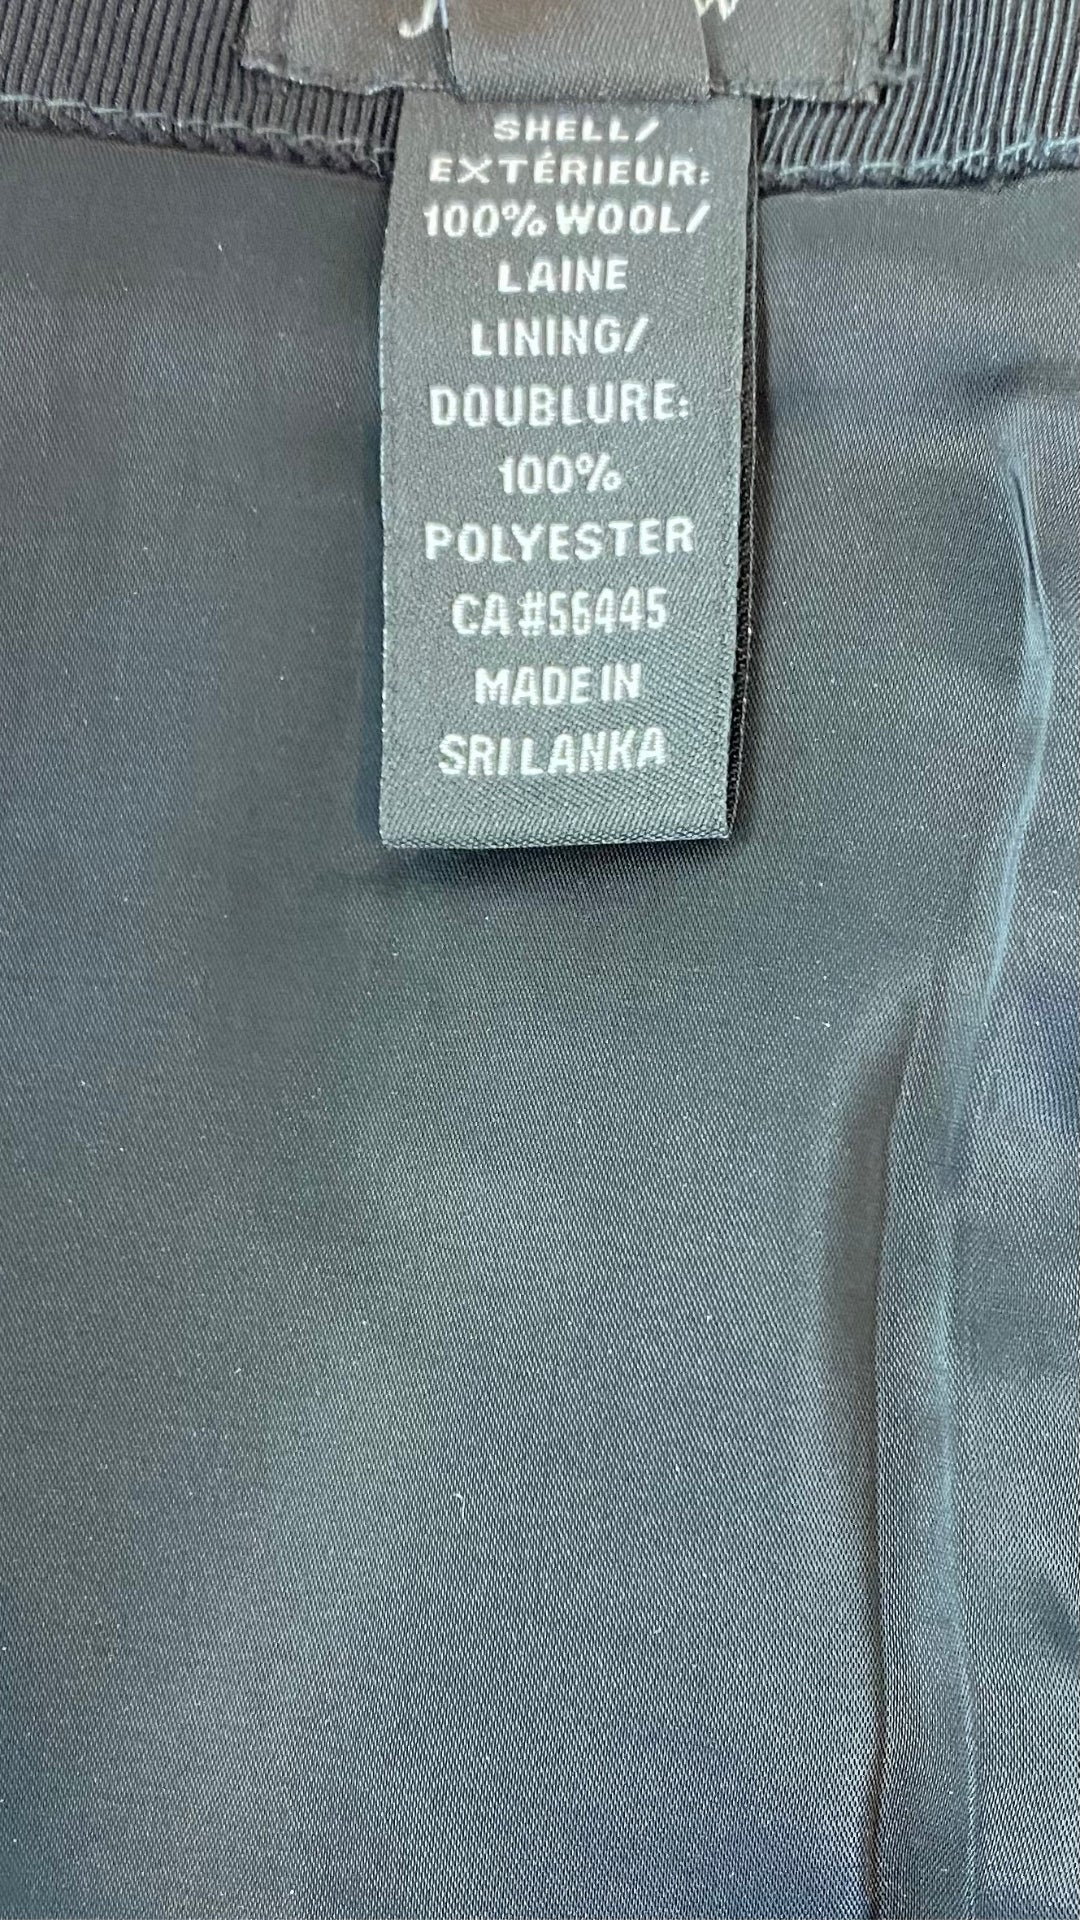 SHELL/
EXTÉRIEUR:
100% WOOL/
LAINE
LINING/
DOUBLURE:
100%
POLYESTER
CA #56445
MADE IN
SRI LANKA